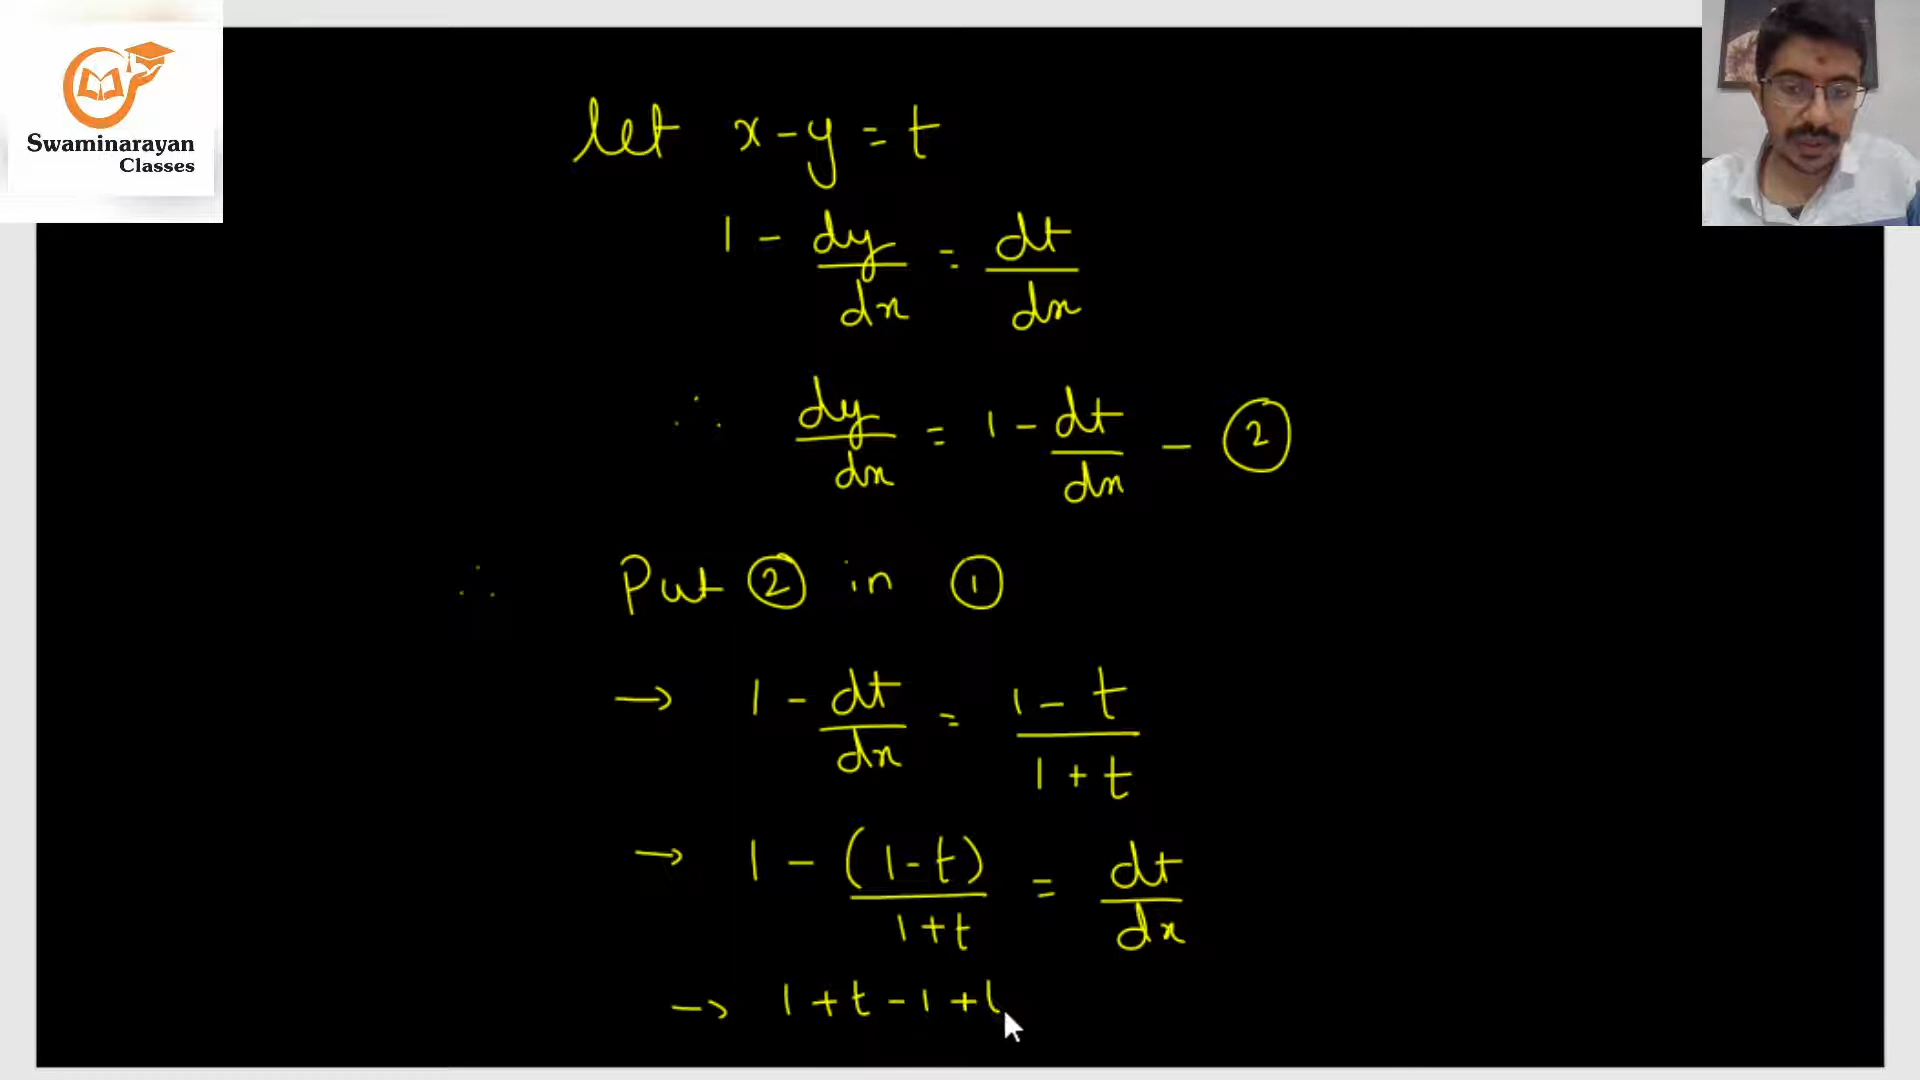 Swaminarayan
Classes
let x - y = t
1 - dy/dx = dt/dx
∴ dy/dx = 1 - dt/dx - ②
∴ Put ② in ①
→ 1 - dt/dx = 1 - t / 1 + t
→ 1 - (1 - t) / 1 + t = dt/dx
→ 1 + t - 1 + t